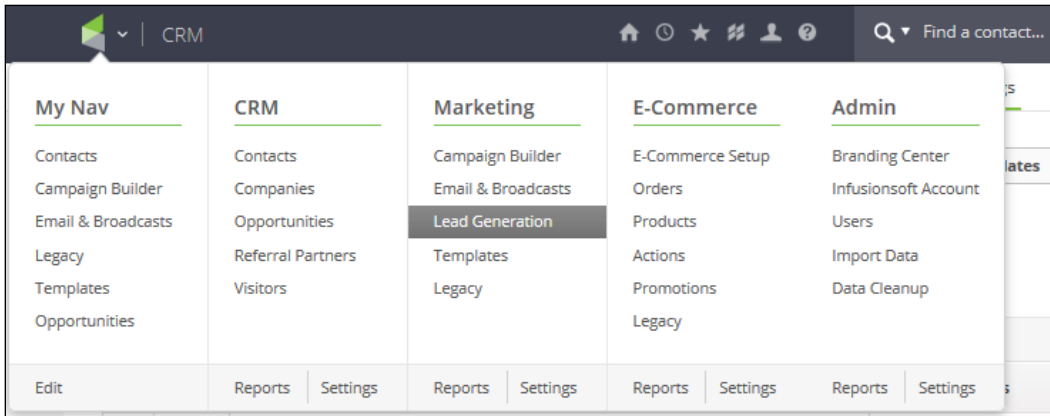 CRM
Find a contact...
My Nav
Contacts
Campaign Builder
Email & Broadcasts
Legacy
Templates
Opportunities
Edit
CRM
Contacts
Companies
Opportunities
Referral Partners
Visitors
Reports
Settings
Marketing
Campaign Builder
Email & Broadcasts
Lead Generation
Templates
Legacy
Reports
Settings
E-Commerce
E-Commerce Setup
Orders
Products
Actions
Promotions
Legacy
Reports
Settings
Admin
Branding Center
Infusionsoft Account
Users
Import Data
Data Cleanup
Reports
Settings